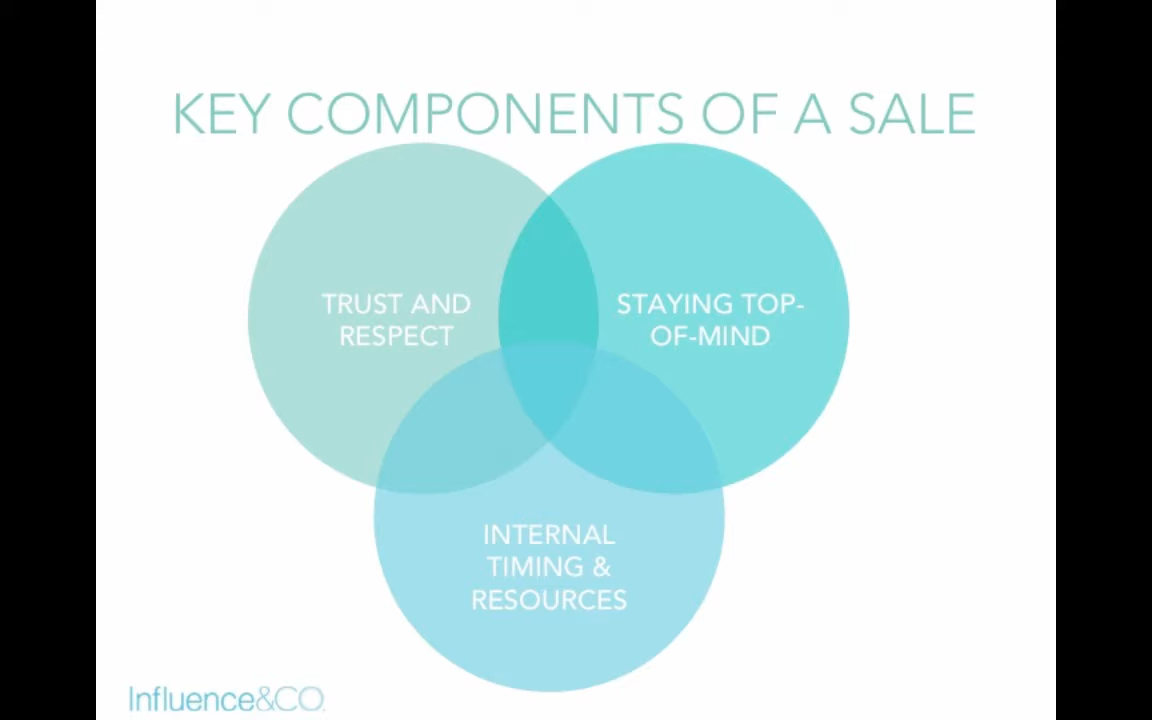 KEY COMPONENTS OF A SALE
TRUST AND
RESPECT
STAYING TOP-
OF-MIND
INTERNAL
TIMING &
RESOURCES
Influence&CO.